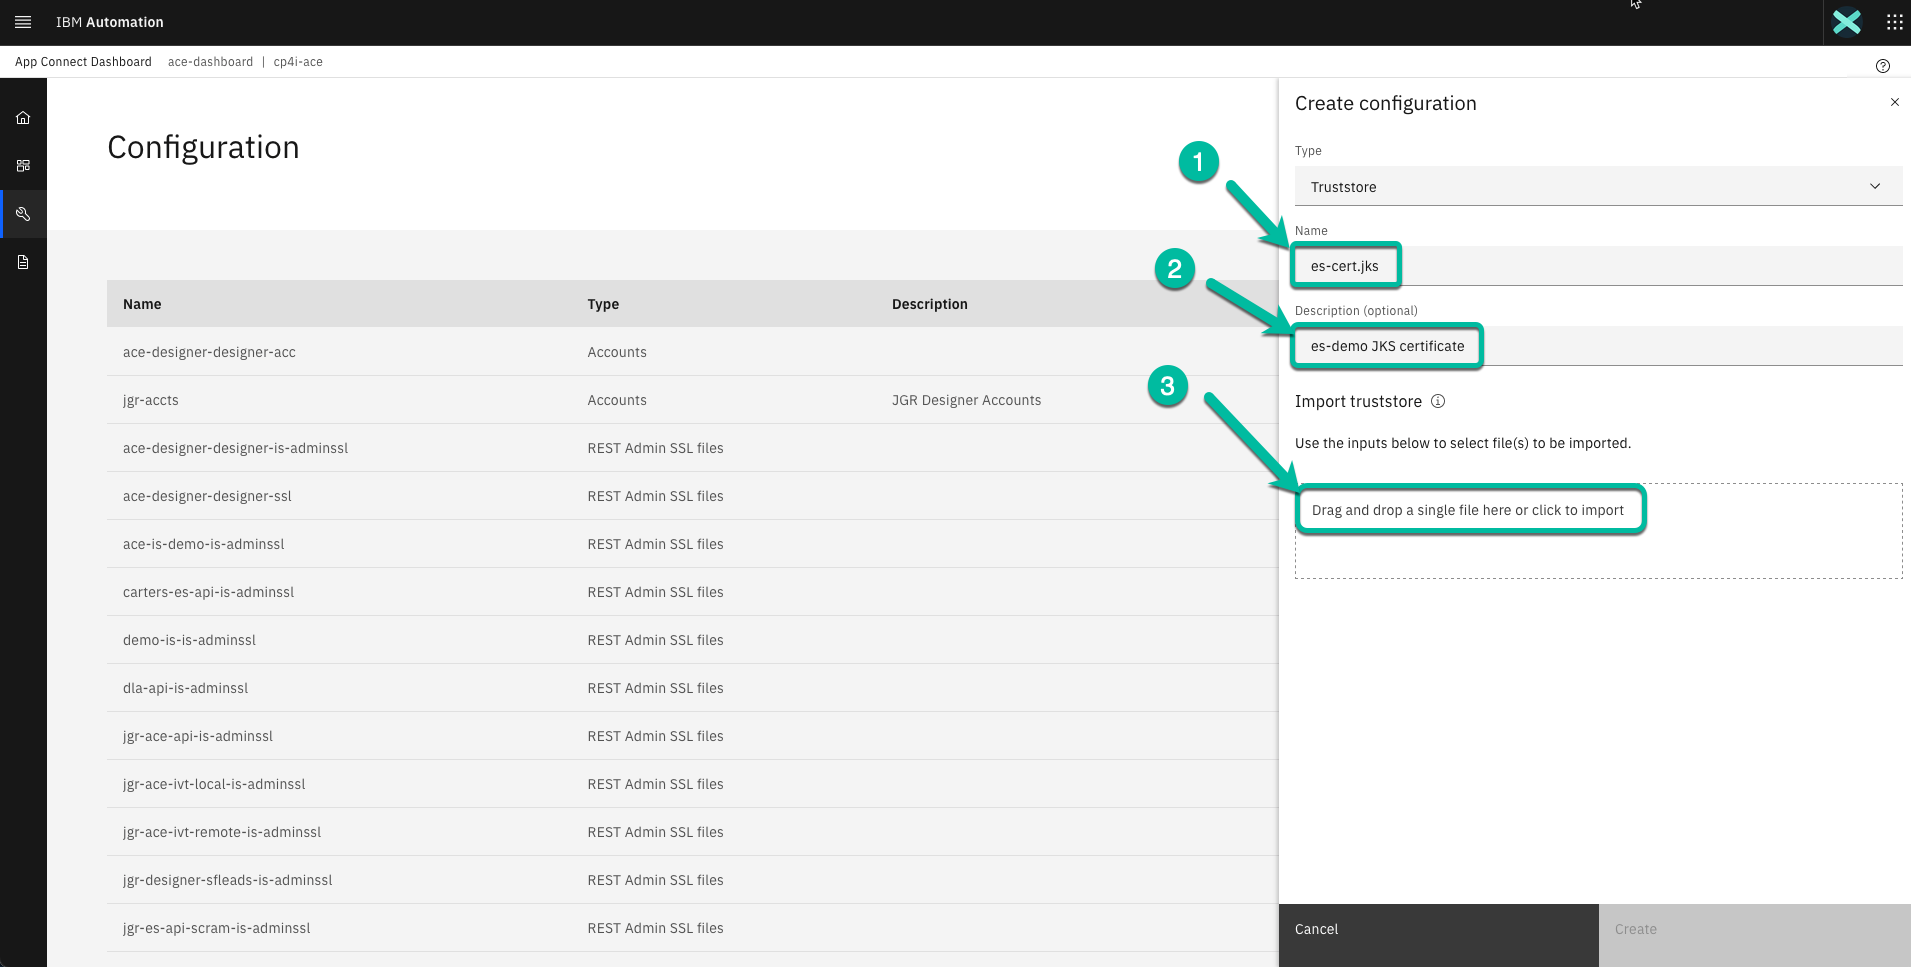 IBM Automation
App Connect Dashboard ace-dashboard | cp4i-ace
Configuration
Name Type Description
ace-designer-designer-acc Accounts
jgr-accts Accounts JGR Designer Accounts
ace-designer-designer-is-adminssl REST Admin SSL files
ace-designer-designer-ssl REST Admin SSL files
ace-is-demo-is-adminssl REST Admin SSL files
carters-es-api-is-adminssl REST Admin SSL files
demo-is-is-adminssl REST Admin SSL files
dla-api-is-adminssl REST Admin SSL files
jgr-ace-api-is-adminssl REST Admin SSL files
jgr-ace-ivt-local-is-adminssl REST Admin SSL files
jgr-ace-ivt-remote-is-adminssl REST Admin SSL files
jgr-designer-sfleads-is-adminssl REST Admin SSL files
jgr-es-api-scram-is-adminssl REST Admin SSL files
Create configuration
Type
Truststore
1
Name
es-cert.jks
2
Description (optional)
es-demo JKS certificate
3
Import truststore
Use the inputs below to select file(s) to be imported.
Drag and drop a single file here or click to import
Cancel Create